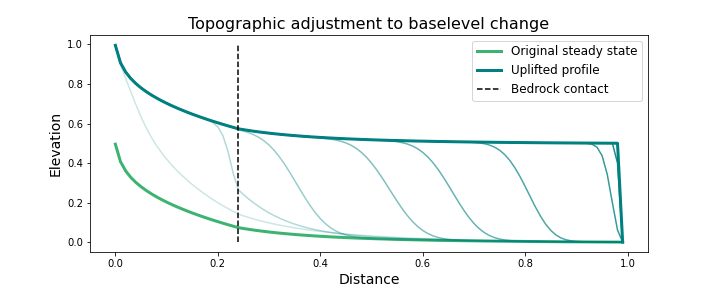 Topographic adjustment to baselevel change
Original steady state
Uplifted profile
Bedrock contact
Elevation
1.0
0.8
0.6
0.4
0.2
0.0
0.0 0.2 0.4 0.6 0.8 1.0
Distance